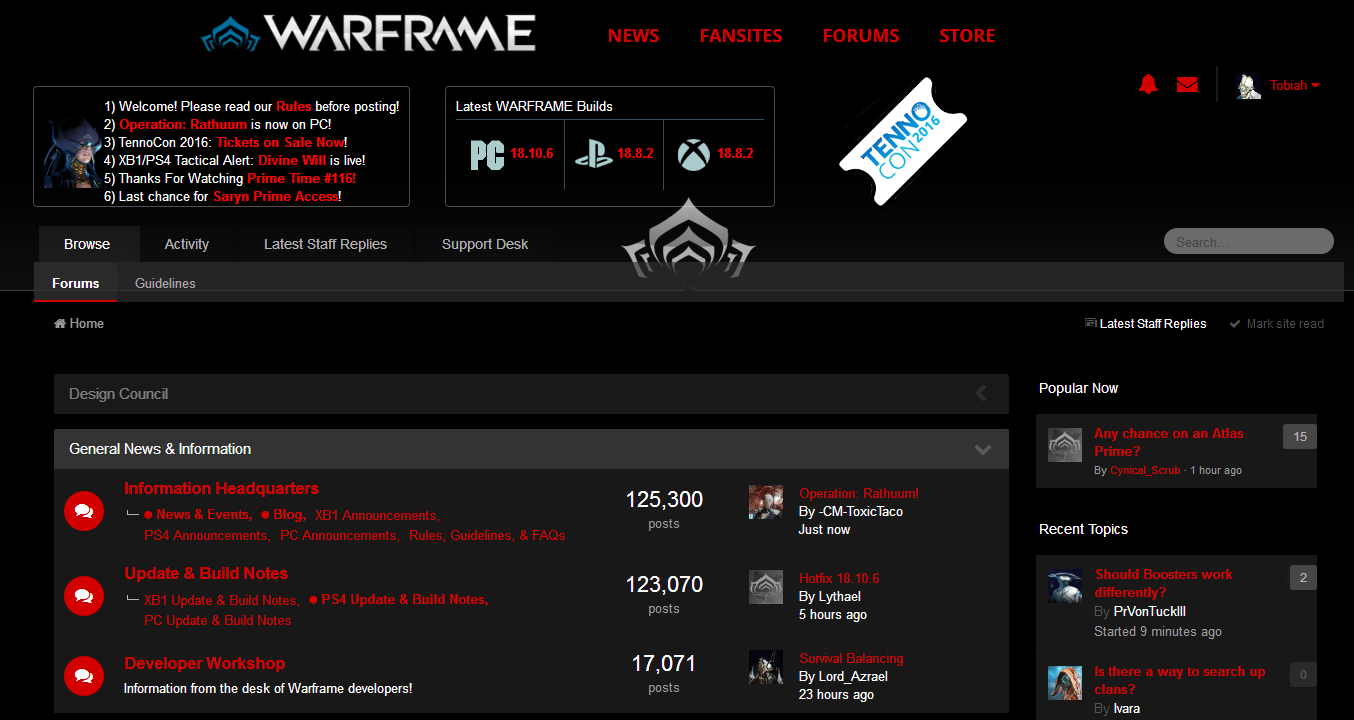 WARFRAME
NEWS FANSITES FORUMS STORE
Tobiah
1) Welcome! Please read our Rules before posting!
2) Operation: Rathuum is now on PC!
3) TennoCon 2016: Tickets on Sale Now!
4) XB1/PS4 Tactical Alert: Divine Will is live!
5) Thanks For Watching Prime Time #116!
6) Last chance for Saryn Prime Access!
Latest WARFRAME Builds
PC 18.10.6 18.8.2 18.8.2
TENNO
CON 2016
Browse Activity Latest Staff Replies Support Desk
Search...
Forums Guidelines
Home
Latest Staff Replies Mark site read
Design Council
General News & Information
Information Headquarters
News & Events, Blog, XB1 Announcements,
PS4 Announcements, PC Announcements, Rules, Guidelines, & FAQs
125,300
posts
Operation: Rathuum!
By -CM-ToxicTaco
Just now
Update & Build Notes
XB1 Update & Build Notes, PS4 Update & Build Notes,
PC Update & Build Notes
123,070
posts
Hotfix 18.10.6
By Lythael
5 hours ago
Developer Workshop
Information from the desk of Warframe developers!
17,071
posts
Survival Balancing
By Lord_Azrael
23 hours ago
Popular Now
Any chance on an Atlas
Prime?
By Cynical_Scrub - 1 hour ago
15
Recent Topics
Should Boosters work
differently?
By PrVonTuckIII
Started 9 minutes ago
2
Is there a way to search up
clans?
By Ivara
0